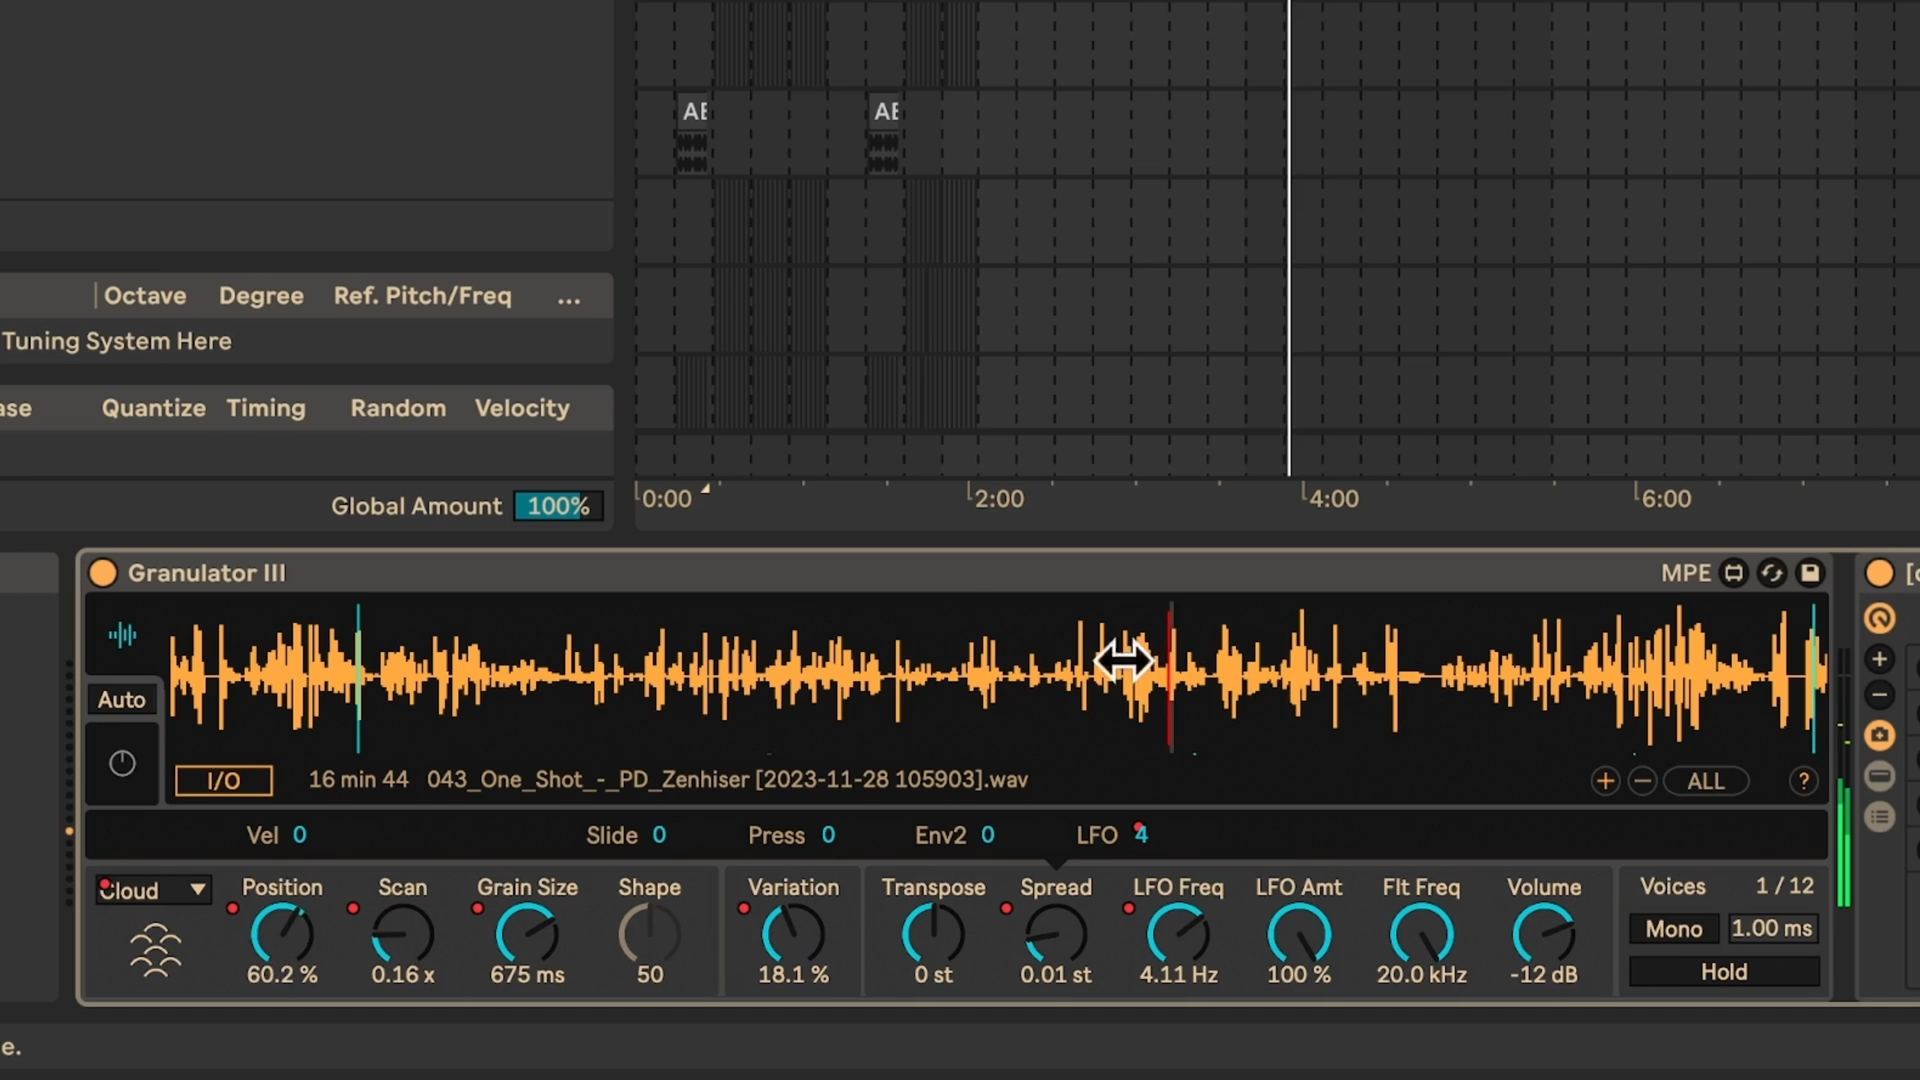 AE AE
Octave Degree Ref. Pitch/Freq ...
Tuning System Here
ase Quantize Timing Random Velocity
Global Amount 100%
0:00 2:00 4:00 6:00
Granulator III MPE
Auto
I/O 16 min 44 043_One_Shot_-_PD_Zenhiser [2023-11-28 105903].wav + − ALL ?
Vel 0 Slide 0 Press 0 Env2 0 LFO 4
Cloud Position Scan Grain Size Shape Variation Transpose Spread LFO Freq LFO Amt Flt Freq Volume Voices 1 / 12
Mono 1.00 ms
60.2 % 0.16 x 675 ms 50 18.1 % 0 st 0.01 st 4.11 Hz 100 % 20.0 kHz -12 dB Hold
e.